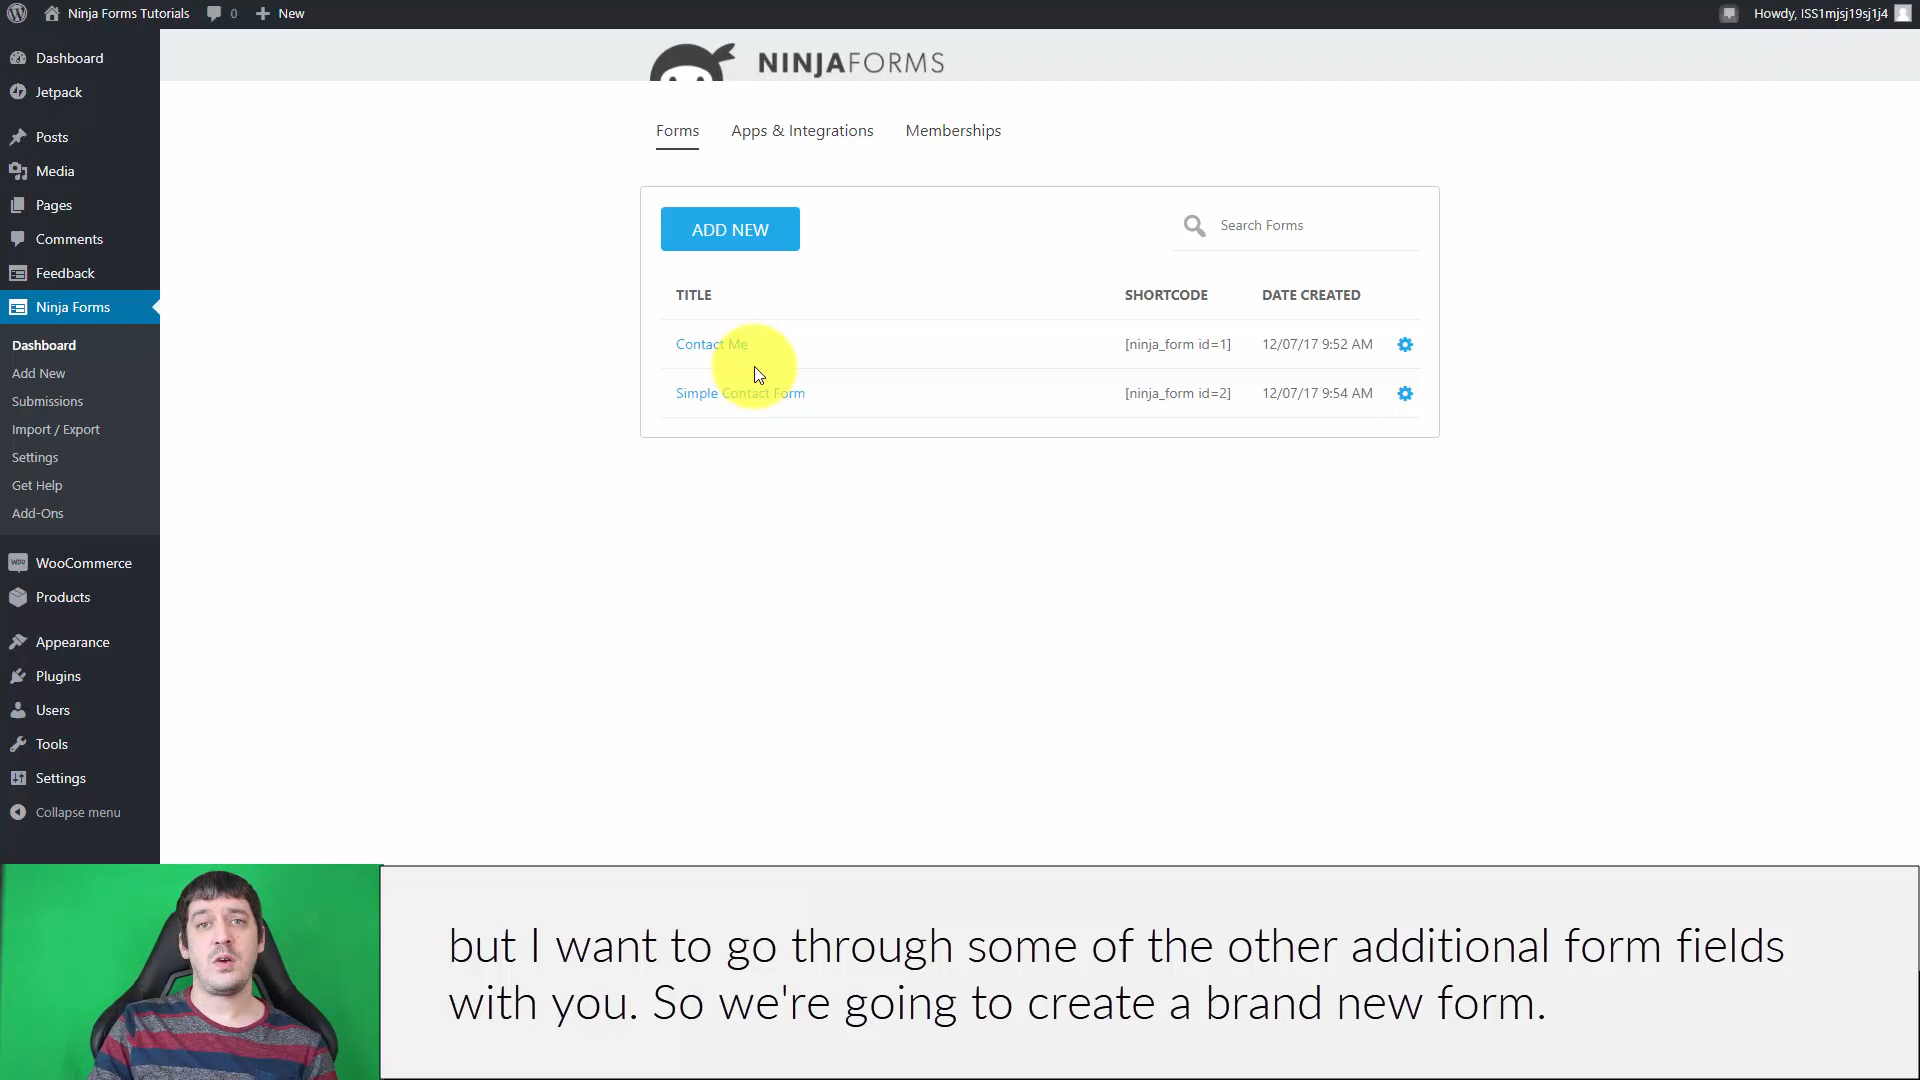 Ninja Forms Tutorials
0
New
Howdy, ISS1mjsj19sj1j4
Dashboard
Jetpack
Posts
Media
Pages
Comments
Feedback
Ninja Forms
Dashboard
Add New
Submissions
Import / Export
Settings
Get Help
Add-Ons
WooCommerce
Products
Appearance
Plugins
Users
Tools
Settings
Collapse menu
NINJAFORMS
Forms Apps & Integrations Memberships
ADD NEW
Search Forms
TITLE SHORTCODE DATE CREATED
Contact Me [ninja_form id=1] 12/07/17 9:52 AM
Simple Contact Form [ninja_form id=2] 12/07/17 9:54 AM
but I want to go through some of the other additional form fields
with you. So we're going to create a brand new form.